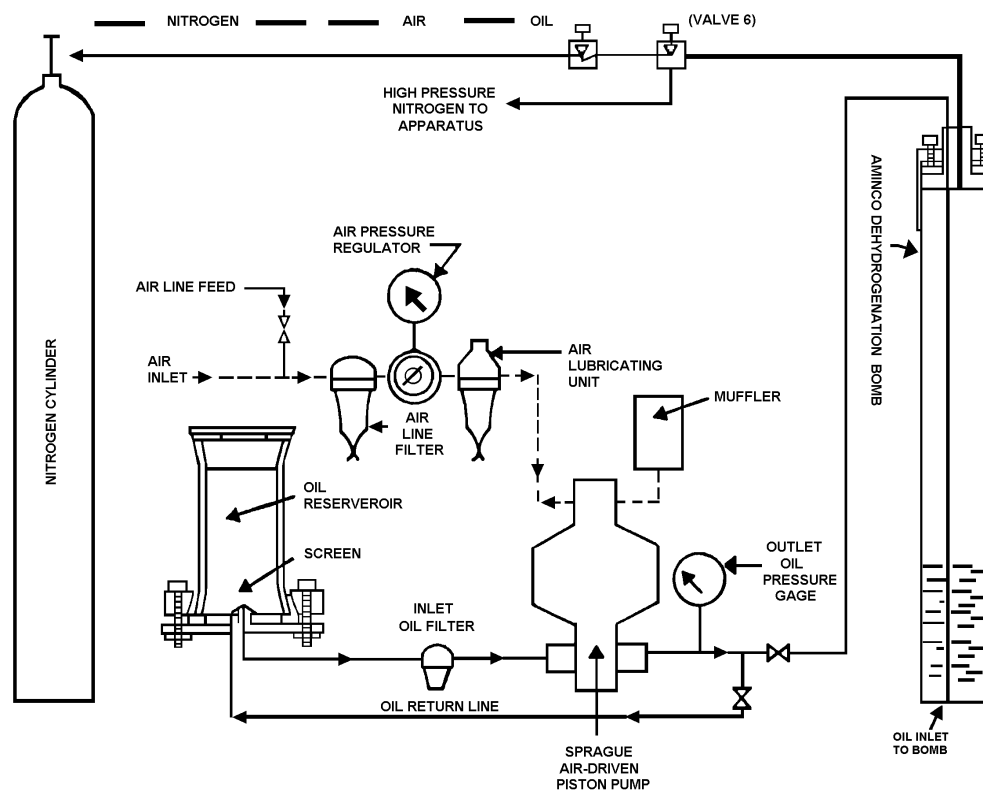 NITROGEN AIR OIL (VALVE 6)
HIGH PRESSURE
NITROGEN TO
APPARATUS
AMINCO DEHYDROGENATION BOMB
NITROGEN CYLINDER
AIR PRESSURE
REGULATOR
AIR LINE FEED
AIR
INLET
AIR
LUBRICATING
UNIT
MUFFLER
AIR
LINE
FILTER
OIL
RESERVEROIR
SCREEN
OUTLET
OIL
PRESSURE
GAGE
INLET
OIL FILTER
OIL RETURN LINE
OIL INLET
TO BOMB
SPRAGUE
AIR-DRIVEN
PISTON PUMP